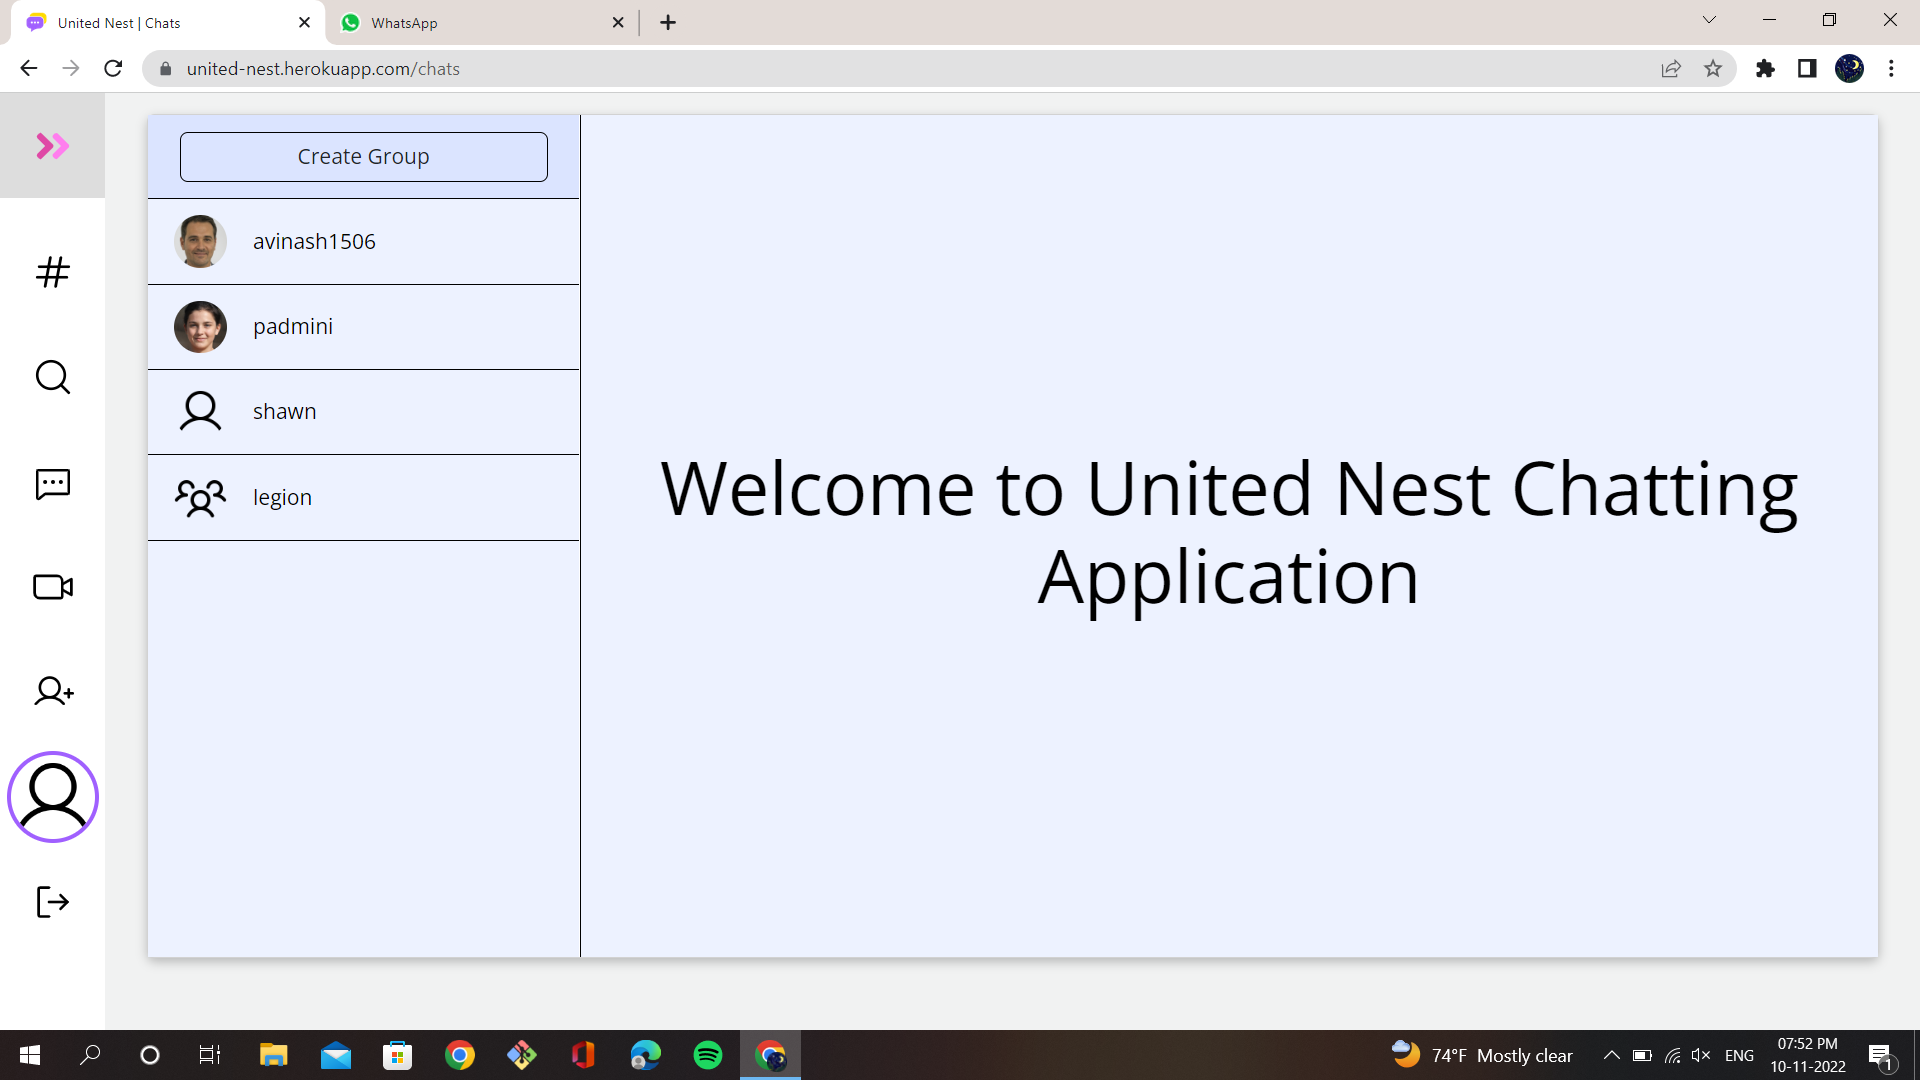 United Nest | Chats
WhatsApp
united-nest.herokuapp.com/chats
Create Group
avinash1506
padmini
shawn
legion
Welcome to United Nest Chatting
Application
74°F Mostly clear
ENG
07:52 PM
10-11-2022
1